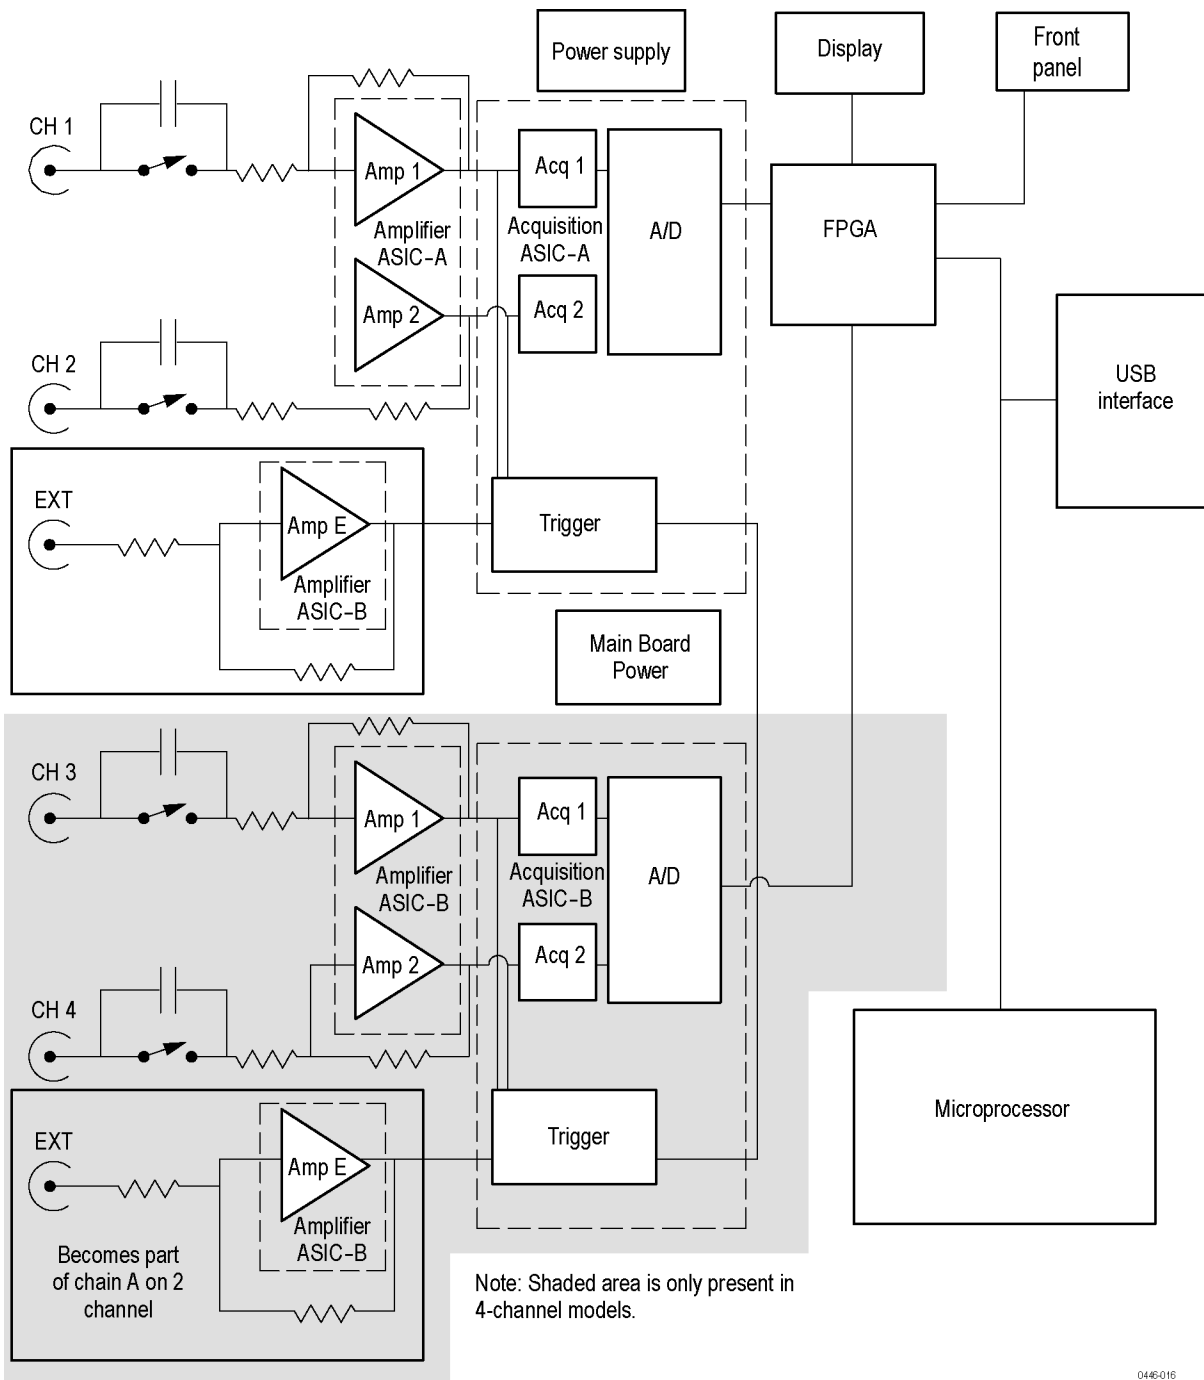 Power supply
Display
Front
panel
CH 1
Amp 1
Acq 1
Amplifier
ASIC-A
Acquisition
ASIC-A
A/D
FPGA
Amp 2
Acq 2
CH 2
USB
interface
EXT
Amp E
Trigger
Amplifier
ASIC-B
Main Board
Power
CH 3
Amp 1
Acq 1
Amplifier
ASIC-B
Acquisition
ASIC-B
A/D
Amp 2
Acq 2
CH 4
Microprocessor
EXT
Amp E
Trigger
Amplifier
ASIC-B
Becomes part
of chain A on 2
channel
Note: Shaded area is only present in
4-channel models.
0446-016